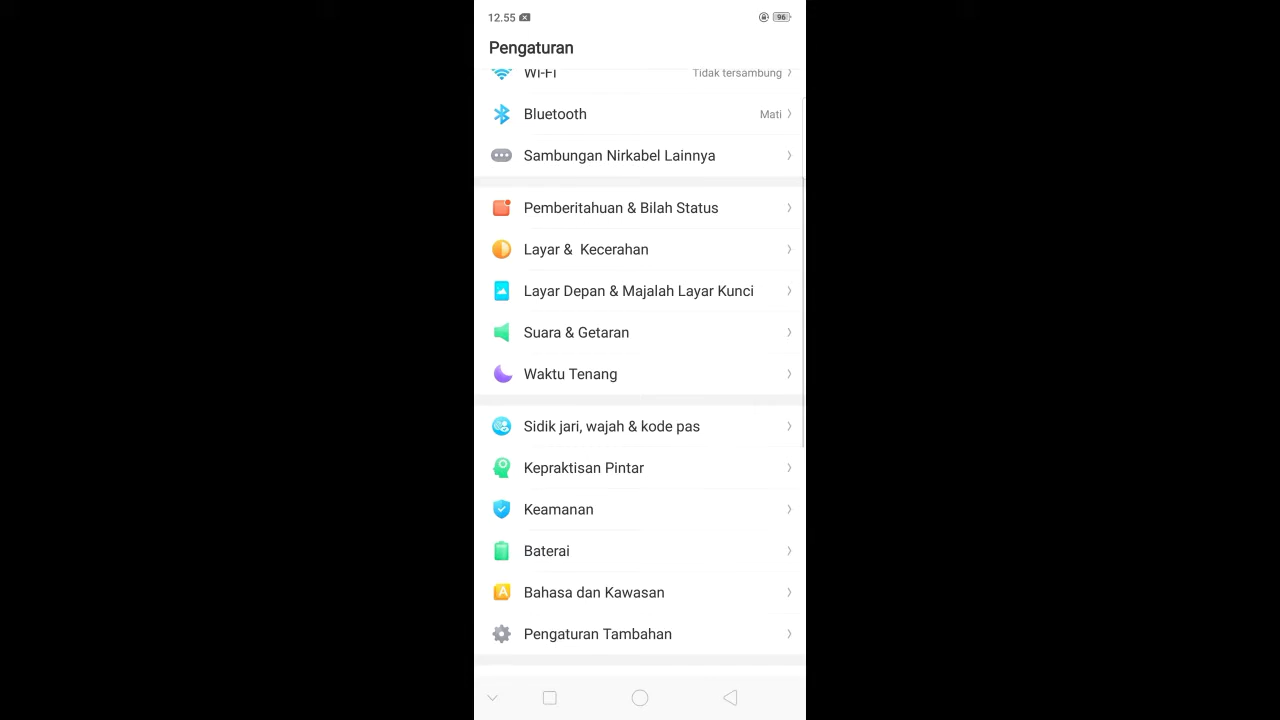 12.55
96
Pengaturan
Wi-Fi Tidak tersambung
Bluetooth Mati
Sambungan Nirkabel Lainnya
Pemberitahuan & Bilah Status
Layar & Kecerahan
Layar Depan & Majalah Layar Kunci
Suara & Getaran
Waktu Tenang
Sidik jari, wajah & kode pas
Kepraktisan Pintar
Keamanan
Baterai
Bahasa dan Kawasan
Pengaturan Tambahan